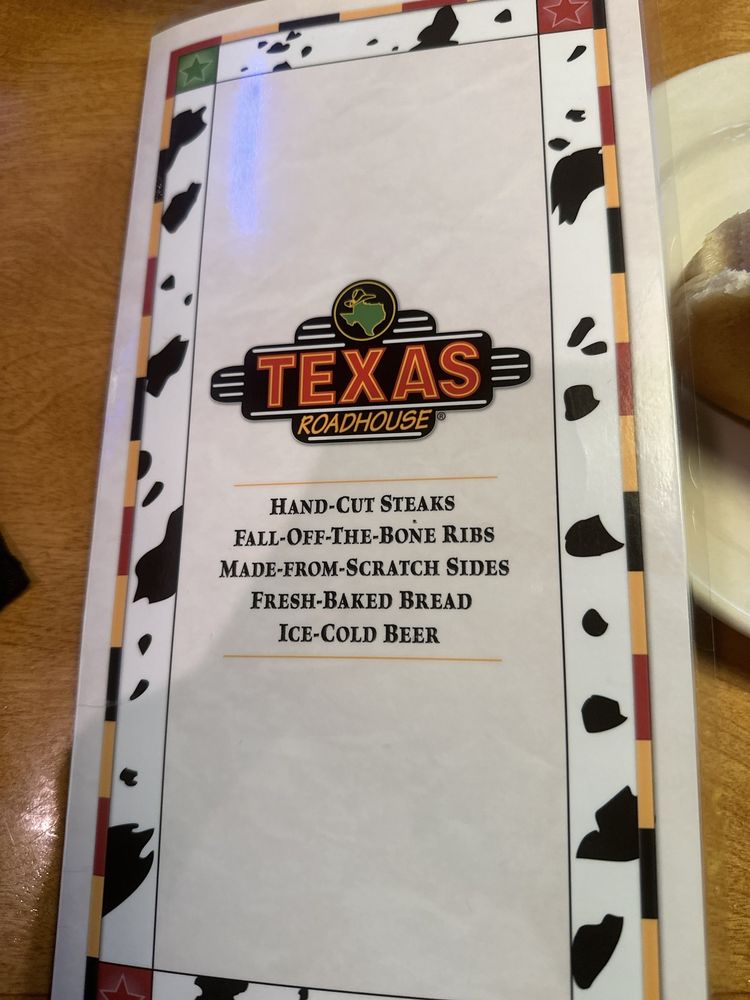 TEXAS
ROADHOUSE®
HAND-CUT STEAKS
FALL-OFF-THE-BONE RIBS
MADE-FROM-SCRATCH SIDES
FRESH-BAKED BREAD
ICE-COLD BEER